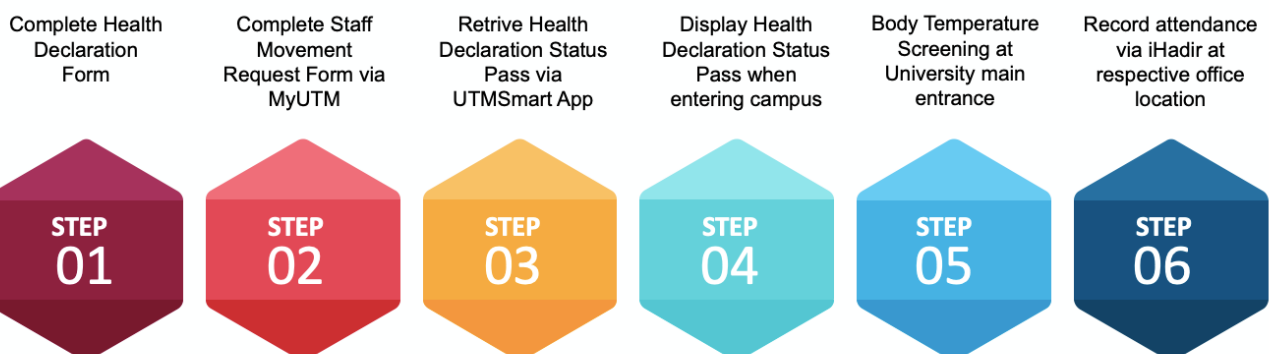 Complete Health
Declaration
Form
Complete Staff
Movement
Request Form via
MyUTM
Retrive Health
Declaration Status
Pass via
UTMSmart App
Display Health
Declaration Status
Pass when
entering campus
Body Temperature
Screening at
University main
entrance
Record attendance
via iHadir at
respective office
location
STEP
01
STEP
02
STEP
03
STEP
04
STEP
05
STEP
06